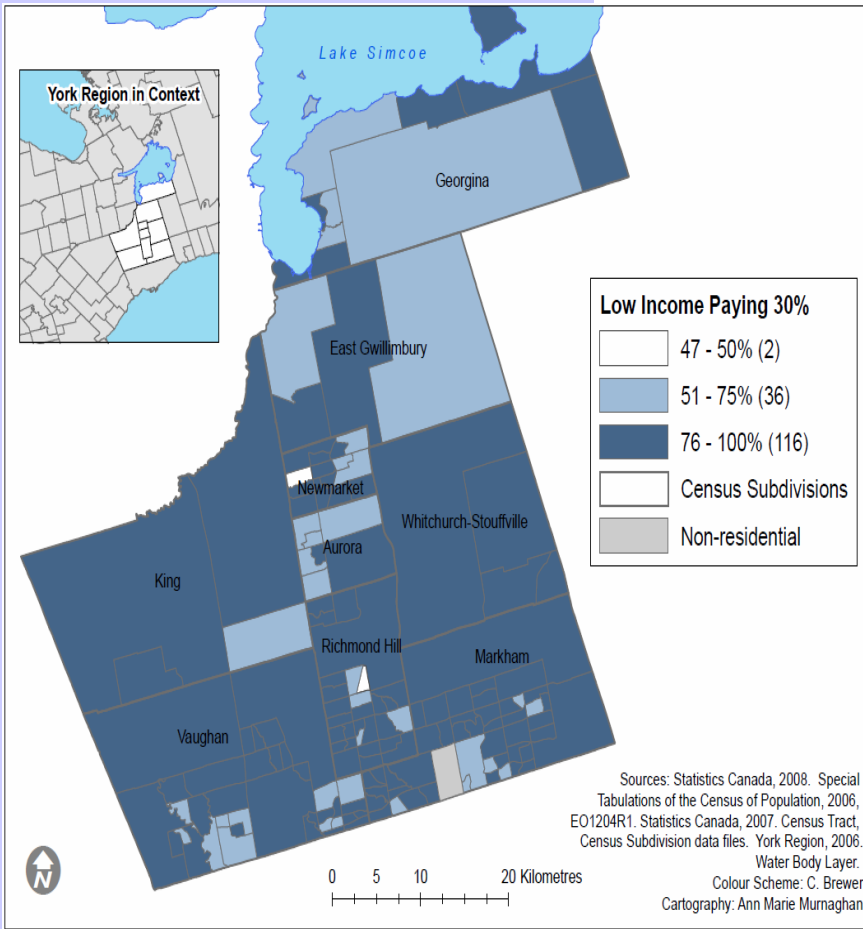 Lake Simcoe
York Region in Context
Georgina
East Gwillimbury
Newmarket
Whitchurch-Stouffville
Aurora
King
Richmond Hill
Markham
Vaughan
Low Income Paying 30%
47 - 50% (2)
51 - 75% (36)
76 - 100% (116)
Census Subdivisions
Non-residential
Sources: Statistics Canada, 2008. Special
Tabulations of the Census of Population, 2006,
EO1204R1. Statistics Canada, 2007. Census Tract,
Census Subdivision data files. York Region, 2006.
Water Body Layer.
Colour Scheme: C. Brewer
Cartography: Ann Marie Murnaghan
N
0 5 10 20 Kilometres